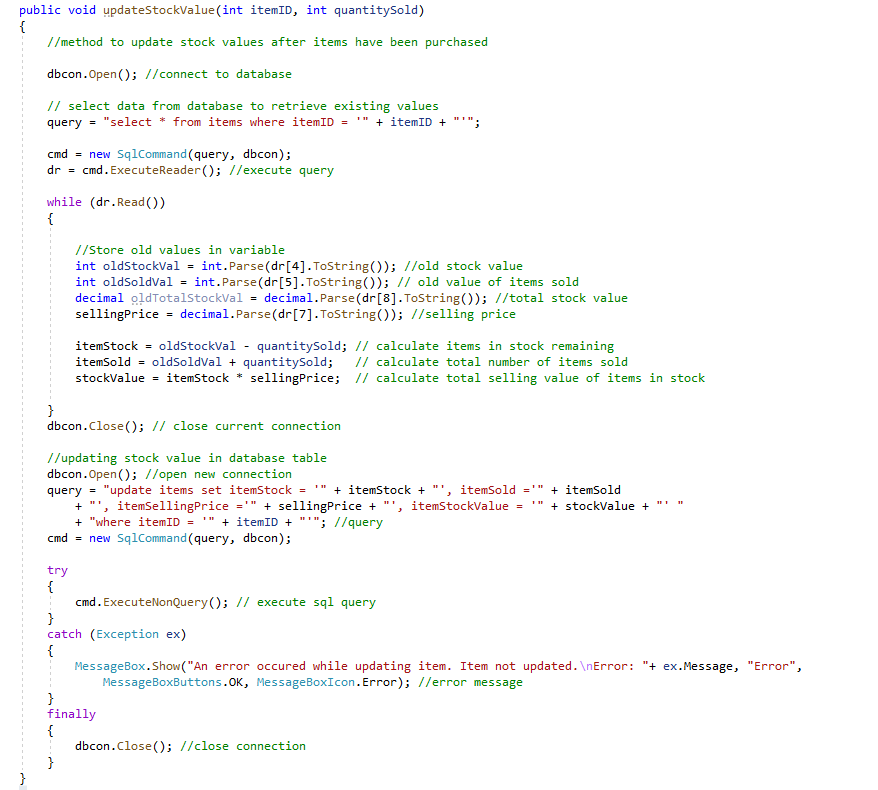 public void updateStockValue(int itemID, int quantitySold)
{
//method to update stock values after items have been purchased
dbcon.Open(); //connect to database
// select data from database to retrieve existing values
query = "select * from items where itemID = '" + itemID + "'";
cmd = new SqlCommand(query, dbcon);
dr = cmd.ExecuteReader(); //execute query
while (dr.Read())
{
//Store old values in variable
int oldStockVal = int.Parse(dr[4].ToString()); //old stock value
int oldSoldVal = int.Parse(dr[5].ToString()); // old value of items sold
decimal oldTotalStockVal = decimal.Parse(dr[8].ToString()); //total stock value
sellingPrice = decimal.Parse(dr[7].ToString()); //selling price
itemStock = oldStockVal - quantitySold; // calculate items in stock remaining
itemSold = oldSoldVal + quantitySold;   // calculate total number of items sold
stockValue = itemStock * sellingPrice;  // calculate total selling value of items in stock
}
dbcon.Close(); // close current connection
//updating stock value in database table
dbcon.Open(); //open new connection
query = "update items set itemStock = '" + itemStock + "', itemSold ='" + itemSold
+ "', itemSellingPrice ='" + sellingPrice + "', itemStockValue = '" + stockValue + "' "
+ "where itemID = '" + itemID + "'"; //query
cmd = new SqlCommand(query, dbcon);
try
{
cmd.ExecuteNonQuery(); // execute sql query
}
catch (Exception ex)
{
MessageBox.Show("An error occured while updating item. Item not updated.\nError: "+ ex.Message, "Error",
MessageBoxButtons.OK, MessageBoxIcon.Error); //error message
}
finally
{
dbcon.Close(); //close connection
}
}